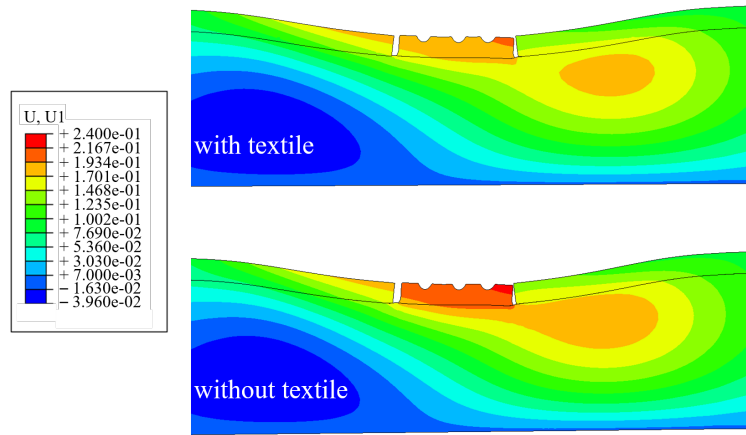 with textile
U, U1
+ 2.400e-01
+ 2.167e-01
+ 1.934e-01
+ 1.701e-01
+ 1.468e-01
+ 1.235e-01
+ 1.002e-01
+ 7.690e-02
+ 5.360e-02
+ 3.030e-02
+ 7.000e-03
− 1.630e-02
− 3.960e-02
without textile